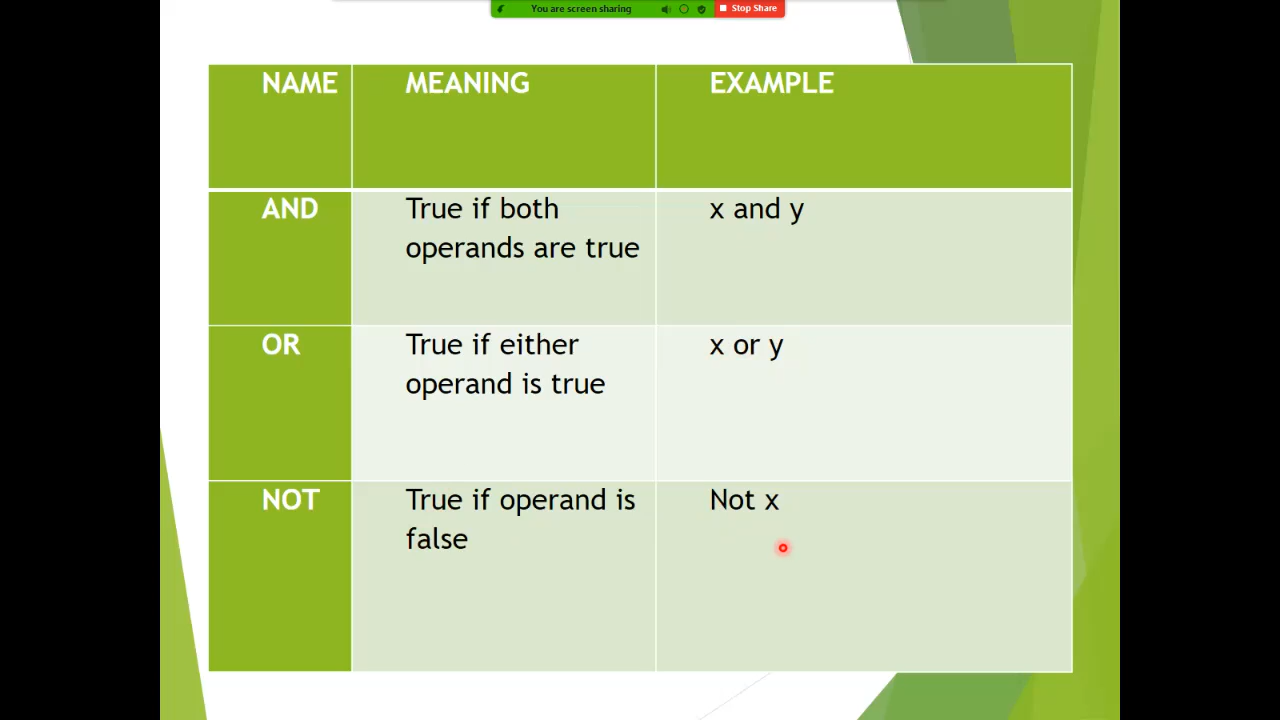 You are screen sharing
Stop Share
NAME
MEANING
EXAMPLE
AND
True if both
operands are true
x and y
OR
True if either
operand is true
x or y
NOT
True if operand is
false
Not x